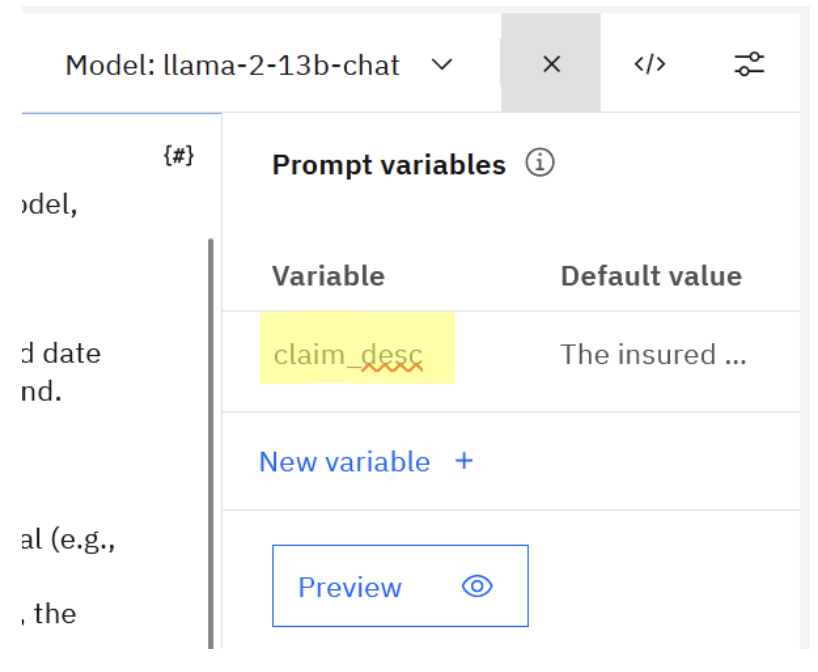 Model: llama-2-13b-chat
</>
{#}
odel,
Prompt variables
Variable Default value
d date
claim_desc The insured ...
nd.
New variable +
al (e.g.,
Preview
, the